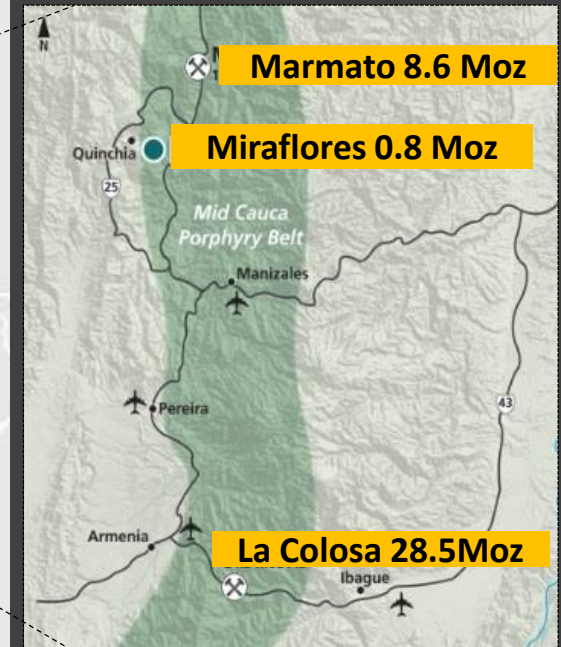 N
Marmato 8.6 Moz
Miraflores 0.8 Moz
Quinchia
25
Mid Cauca
Porphyry Belt
Manizales
43
Pereira
Armenia
La Colosa 28.5Moz
Ibague